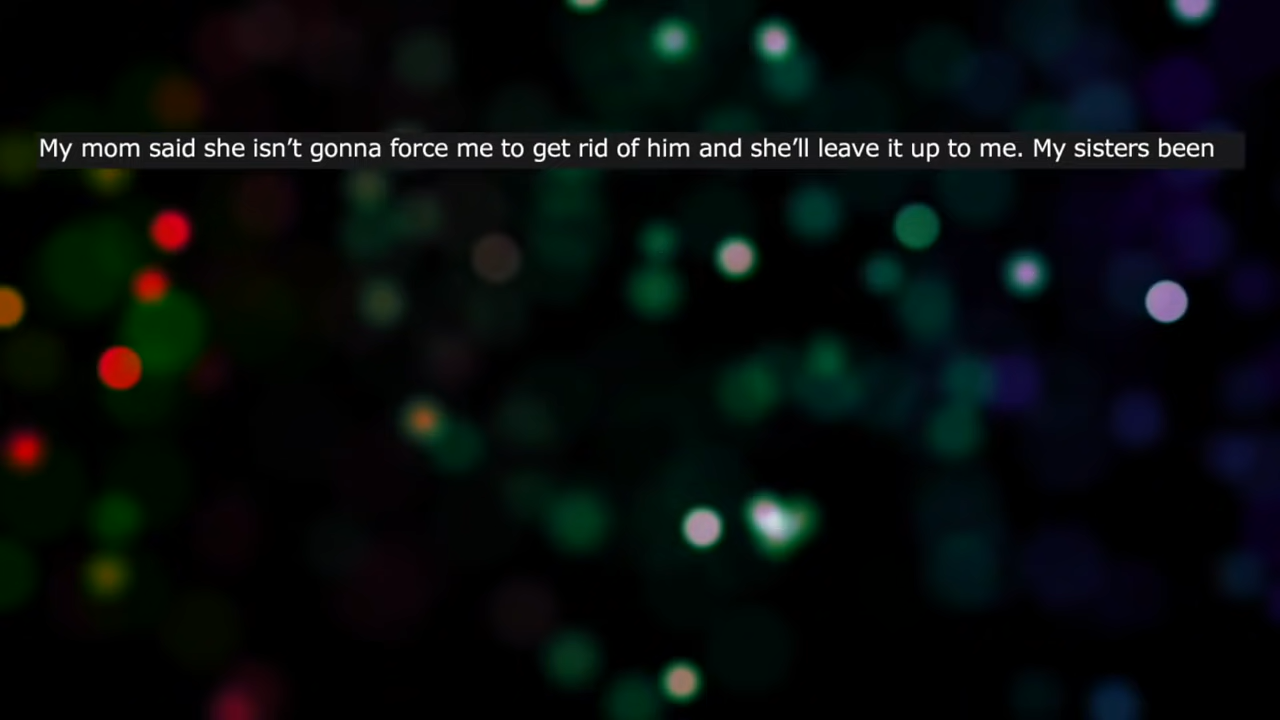 My mom said she isn’t gonna force me to get rid of him and she’ll leave it up to me. My sisters been